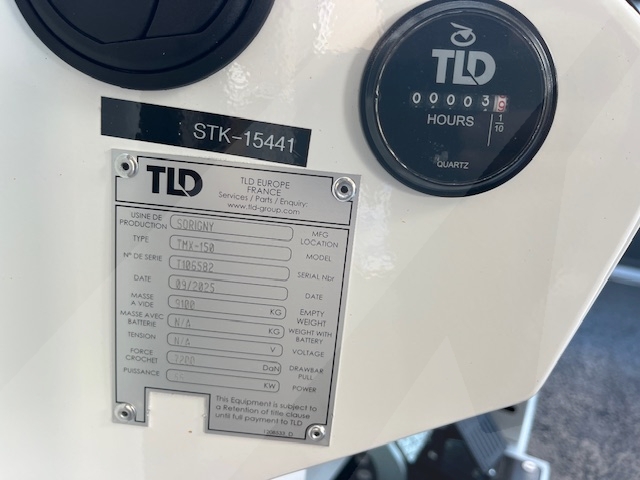 TLD
00003 9
HOURS 1/10
QUARTZ
STK-15441
TLD
TLD EUROPE
FRANCE
Services / Parts / Enquiry:
www.tld-group.com
USINE DE PRODUCTION SORIGNY MFG LOCATION
TYPE TMX-150 MODEL
N° DE SERIE T106582 SERIAL Nbr
DATE 09/2025 DATE
MASSE A VIDE 9100 KG EMPTY WEIGHT
MASSE AVEC BATTERIE N/A KG WEIGHT WITH BATTERY
TENSION N/A V VOLTAGE
FORCE CROCHET DaN DRAWBAR PULL
PUISSANCE KW POWER
This Equipment is subject to
a Retention of title clause
until full payment to TLD